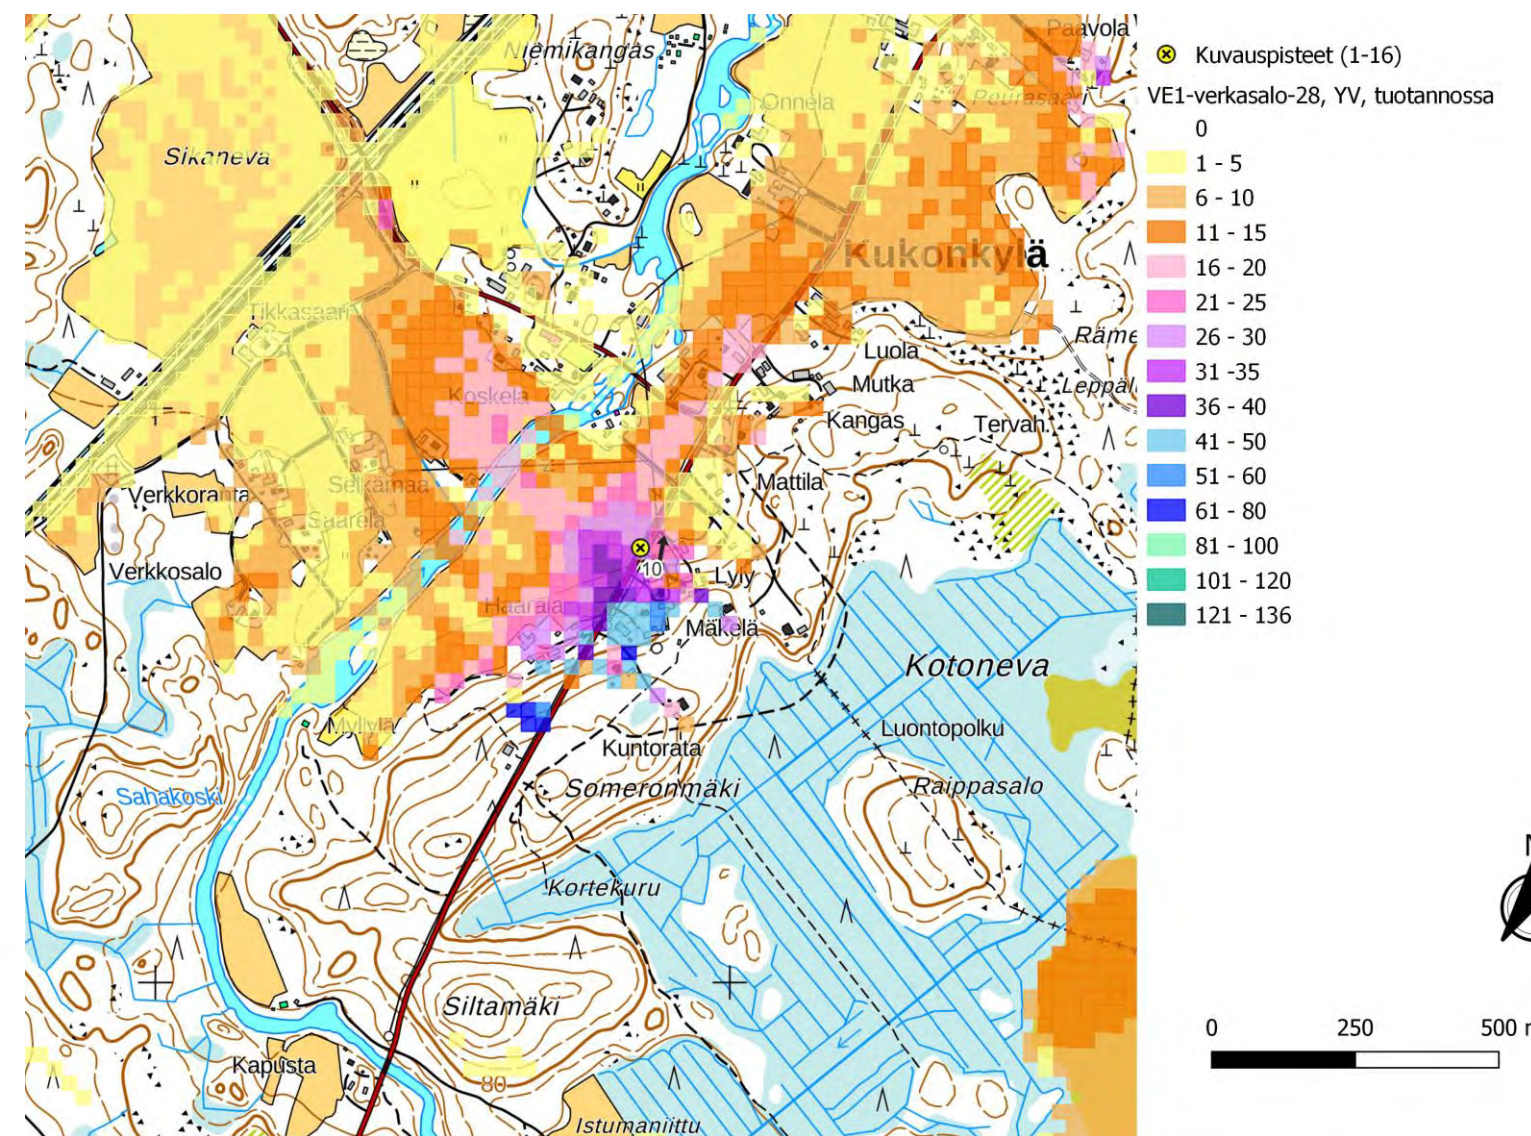 Paavola
Niemikangas
Kuvauspisteet (1-16)
VE1-verkasalo-28, YV, tuotannossa
Onnela
Peurasaari
0
Sikaneva
1 - 5
6 - 10
11 - 15
Kukonkylä
16 - 20
Tikkasaari
21 - 25
26 - 30
Räme
Luola
31 -35
Mutka
Leppäl
Koskela
36 - 40
Kangas
Tervah.
41 - 50
Selkämaa
Mattila
51 - 60
Verkkoranta
61 - 80
Saarela
81 - 100
Verkkosalo
10
Lyly
101 - 120
Haarala
121 - 136
Mäkelä
Kotoneva
Myllylä
Luontopolku
Kuntorata
Someronmäki
Raippasalo
Sahakoski
N
Kortekuru
Siltamäki
0 250 500 m
Kapusta
80
Istumaniittu